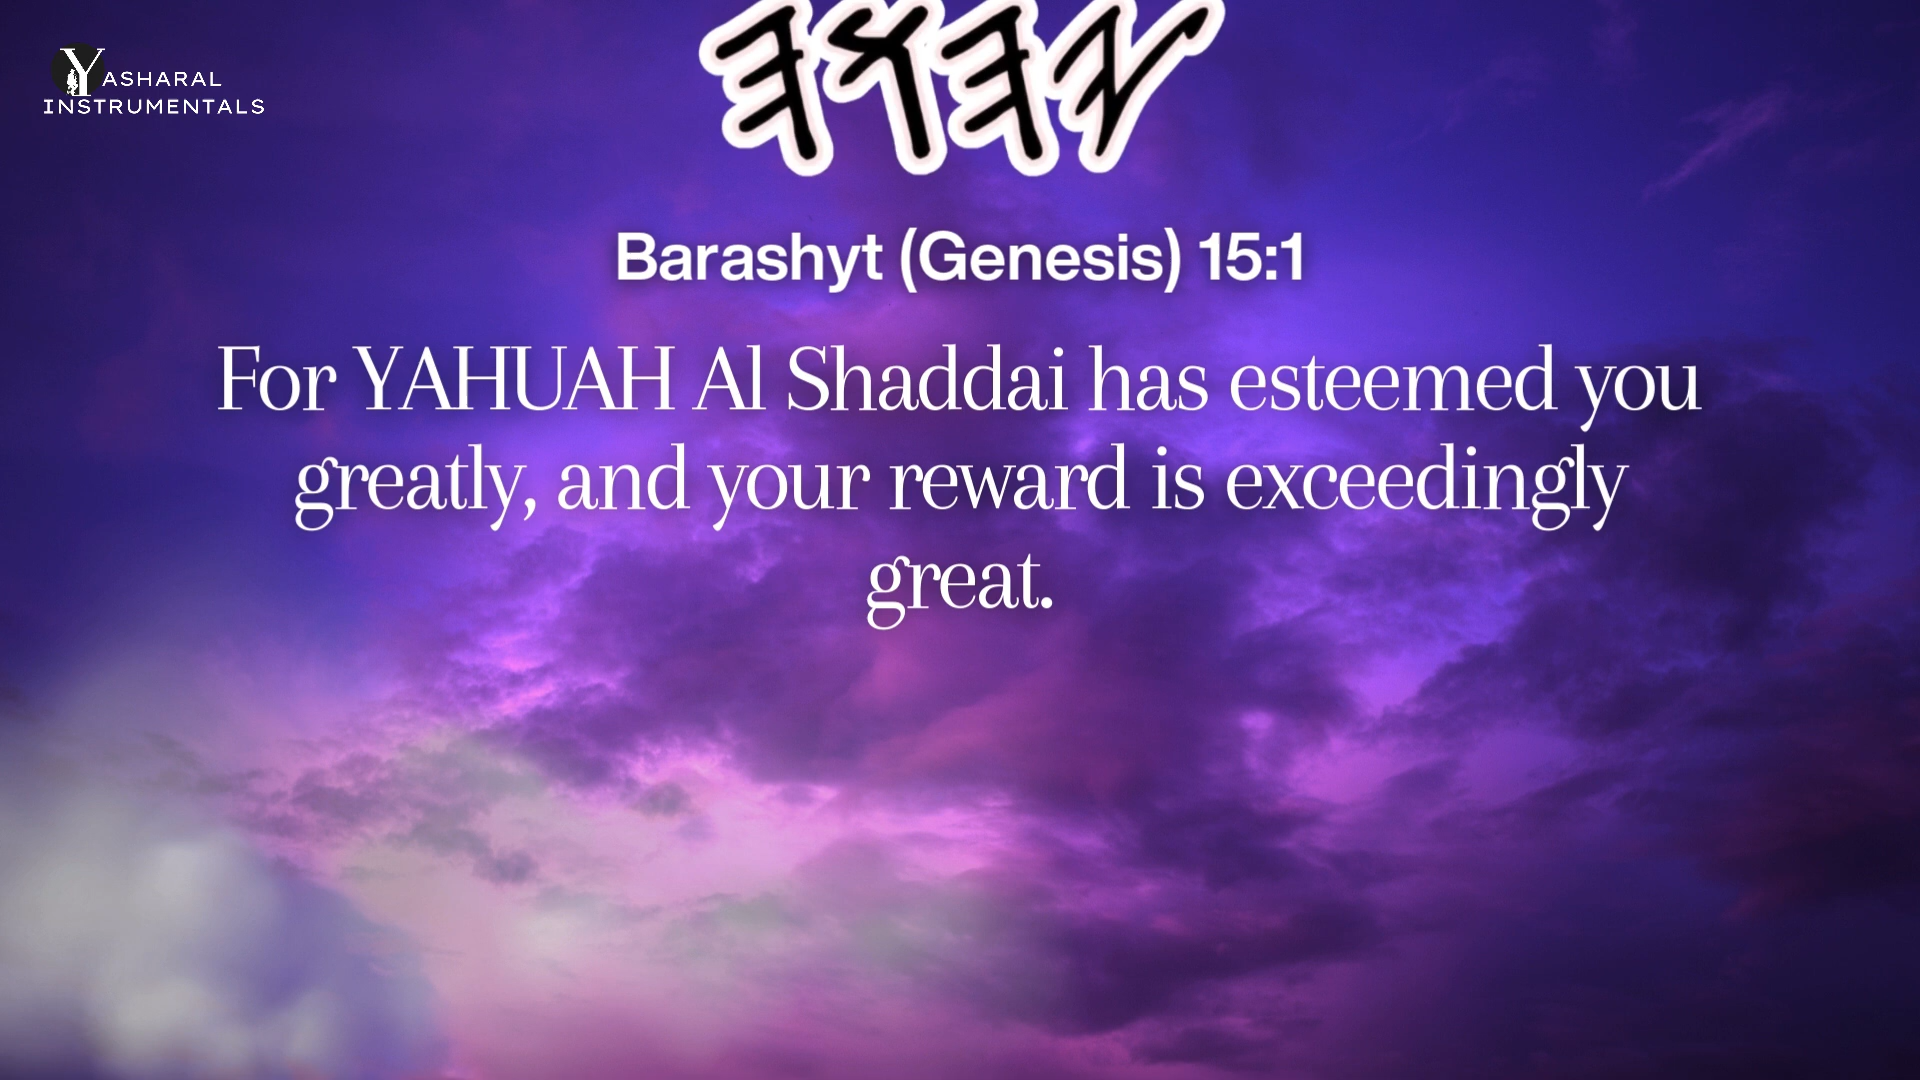 𐤉𐤄𐤅𐤄
YASHARAL
INSTRUMENTALS
Barashyt (Genesis) 15:1
For YAHUAH Al Shaddai has esteemed you
greatly, and your reward is exceedingly
great.